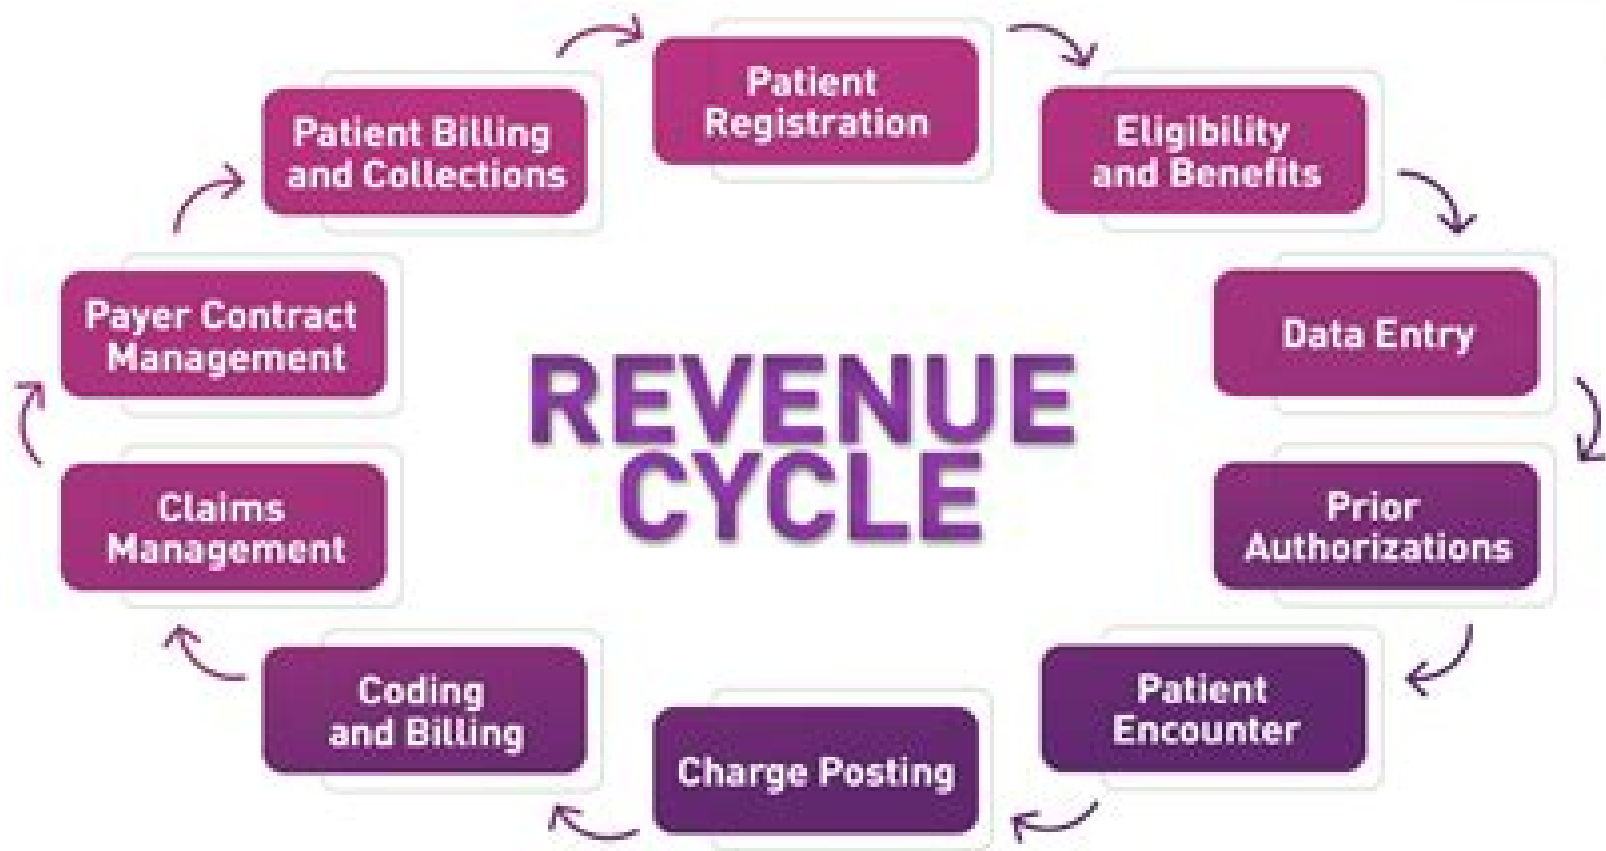 Patient
Registration
Eligibility
and Benefits
Data Entry
Prior
Authorizations
Patient
Encounter
Charge Posting
Coding
and Billing
Claims
Management
Payer Contract
Management
Patient Billing
and Collections
REVENUE
CYCLE